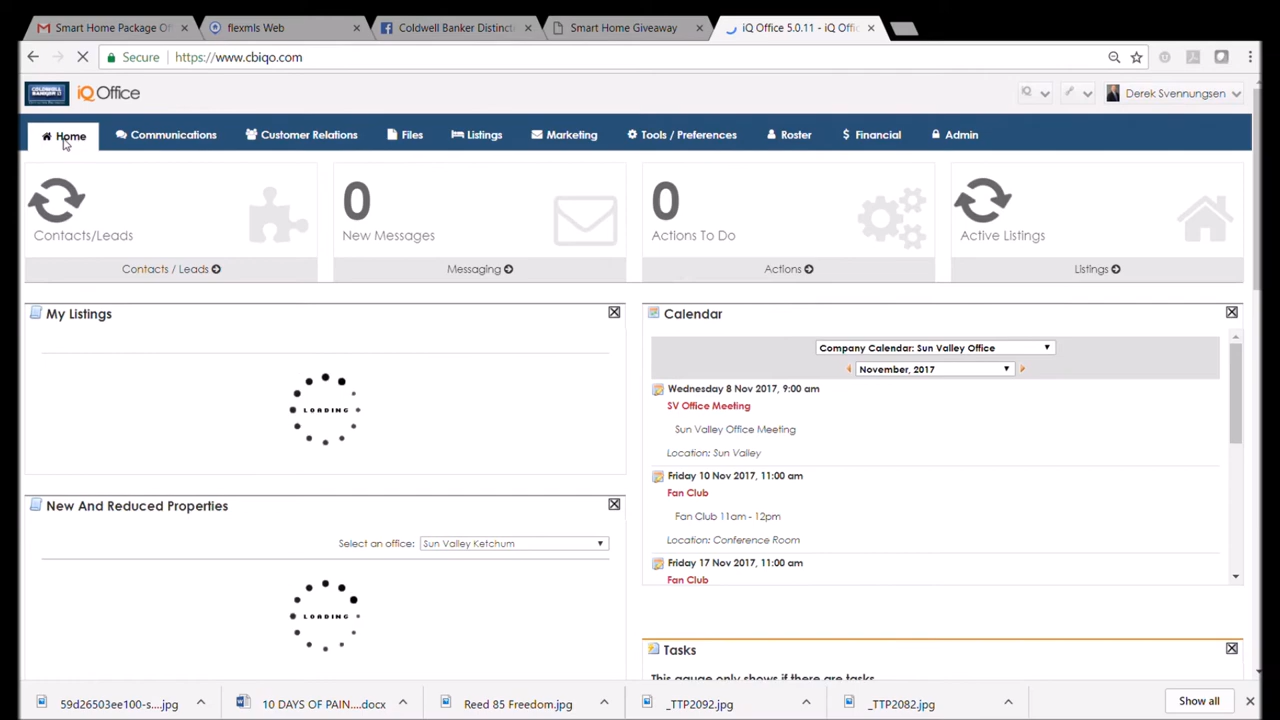 Smart Home Package Of
flexmls Web
Coldwell Banker Distincti
Smart Home Giveaway
iQ Office 5.0.11 - iQ Offic
Secure
https://www.cbiqo.com
COLDWELL BANKER
iQ Office
iQ
Derek Svennungsen
Home
Communications
Customer Relations
Files
Listings
Marketing
Tools / Preferences
Roster
$ Financial
Admin
Contacts/Leads
0
New Messages
0
Actions To Do
Active Listings
Contacts / Leads
Messaging
Actions
Listings
My Listings
LOADING
New And Reduced Properties
Select an office:
Sun Valley Ketchum
LOADING
Calendar
Company Calendar: Sun Valley Office
November, 2017
Wednesday 8 Nov 2017, 9:00 am
SV Office Meeting
Sun Valley Office Meeting
Location: Sun Valley
Friday 10 Nov 2017, 11:00 am
Fan Club
Fan Club 11am - 12pm
Location: Conference Room
Friday 17 Nov 2017, 11:00 am
Fan Club
Tasks
This gauge only shows if there are tasks
59d26503ee100-s....jpg
10 DAYS OF PAIN....docx
Reed 85 Freedom.jpg
_TTP2092.jpg
_TTP2082.jpg
Show all